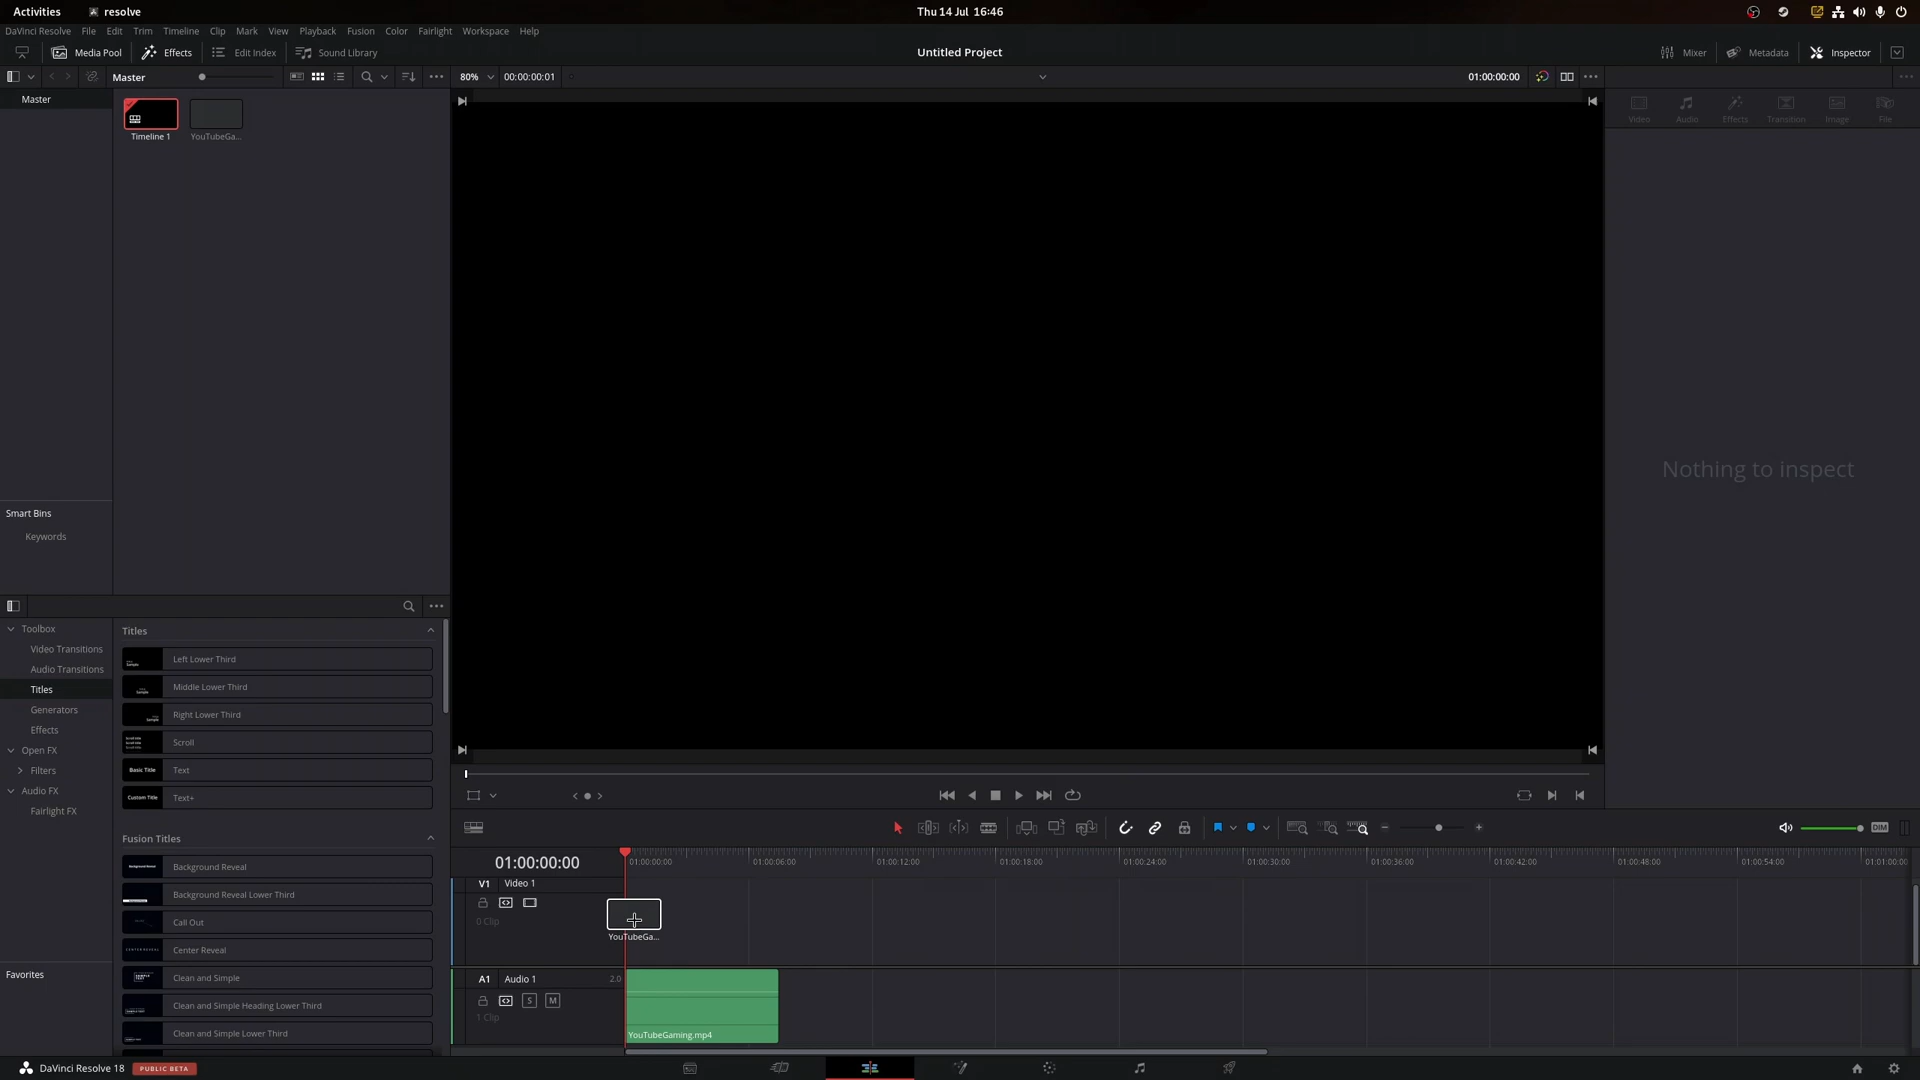 Activities resolve Thu 14 Jul 16:46
DaVinci Resolve File Edit Trim Timeline Clip Mark View Playback Fusion Color Fairlight Workspace Help
Media Pool Effects Edit Index Sound Library Untitled Project Mixer Metadata Inspector
Master 80% 00:00:00:01 01:00:00:00
Master
Timeline 1 YouTubeGa...
Video Audio Effects Transition Image File
Nothing to inspect
Smart Bins
Keywords
Toolbox
Video Transitions
Audio Transitions
Titles
Generators
Effects
Open FX
Filters
Audio FX
Fairlight FX
Favorites
Titles
Left Lower Third
Middle Lower Third
Right Lower Third
Scroll
Basic Title Text
Custom Title Text+
Fusion Titles
Background Reveal
Background Reveal Lower Third
Call Out
Center Reveal
Clean and Simple
Clean and Simple Heading Lower Third
Clean and Simple Lower Third
DIM
01:00:00:00 01:00:00:00 01:00:06:00 01:00:12:00 01:00:18:00 01:00:24:00 01:00:30:00 01:00:36:00 01:00:42:00 01:00:48:00 01:00:54:00 01:01:00:00
V1 Video 1
0 Clip
YouTubeGa...
A1 Audio 1 2.0
S M
1 Clip
YouTubeGaming.mp4
DaVinci Resolve 18 PUBLIC BETA